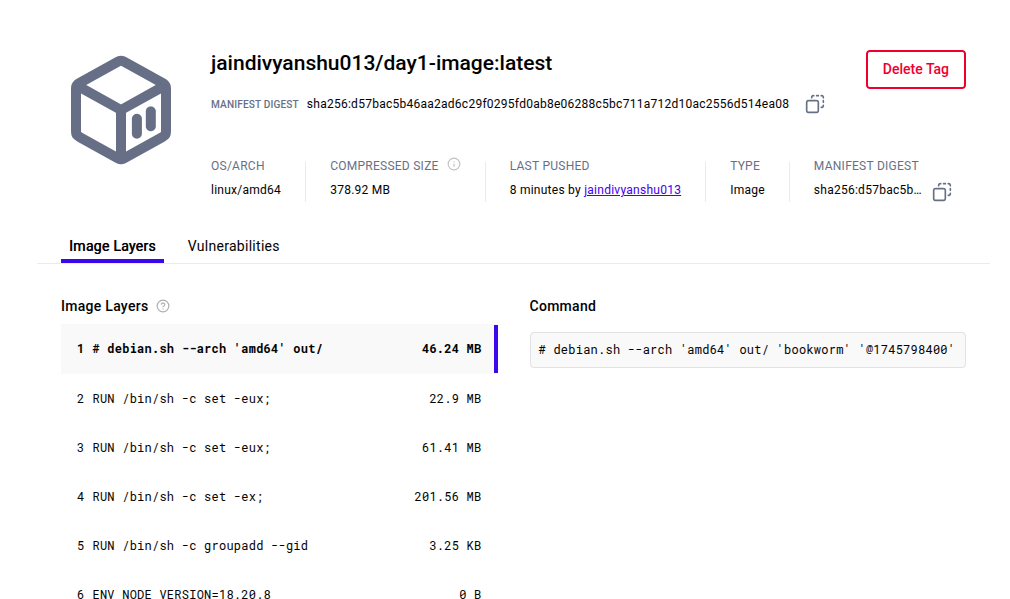 jaindivyanshu013/day1-image:latest
Delete Tag
MANIFEST DIGEST sha256:d57bac5b46aa2ad6c29f0295fd0ab8e06288c5bc711a712d10ac2556d514ea08
OS/ARCH COMPRESSED SIZE LAST PUSHED TYPE MANIFEST DIGEST
linux/amd64 378.92 MB 8 minutes by jaindivyanshu013 Image sha256:d57bac5b…
Image Layers Vulnerabilities
Image Layers Command
1 # debian.sh --arch 'amd64' out/ 46.24 MB
# debian.sh --arch 'amd64' out/ 'bookworm' '@1745798400'
2 RUN /bin/sh -c set -eux; 22.9 MB
3 RUN /bin/sh -c set -eux; 61.41 MB
4 RUN /bin/sh -c set -ex; 201.56 MB
5 RUN /bin/sh -c groupadd --gid 3.25 KB
6 ENV NODE_VERSION=18.20.8 0 B